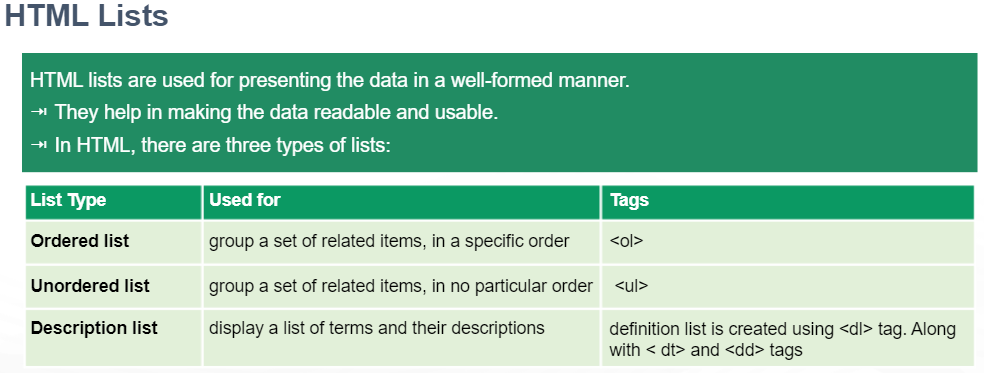 HTML Lists
HTML lists are used for presenting the data in a well-formed manner.
⇥ They help in making the data readable and usable.
⇥ In HTML, there are three types of lists:
List Type Used for Tags
Ordered list group a set of related items, in a specific order <ol>
Unordered list group a set of related items, in no particular order <ul>
Description list display a list of terms and their descriptions definition list is created using <dl> tag. Along
with < dt> and <dd> tags